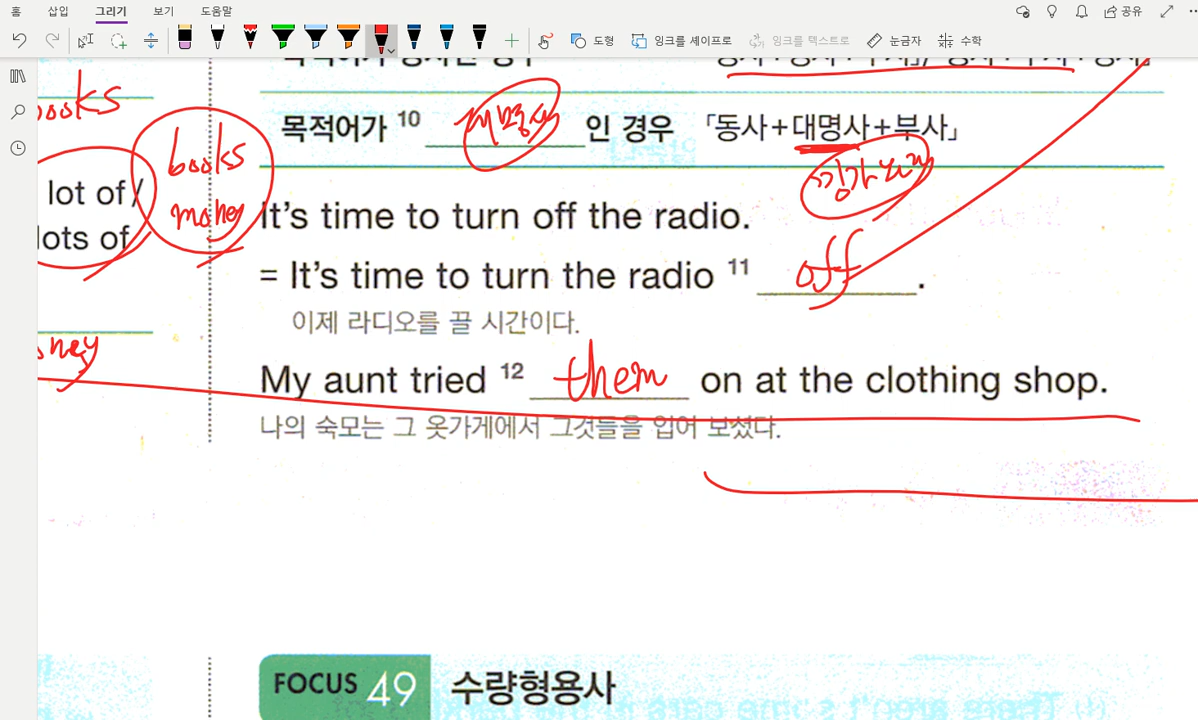 홈 삽입 그리기 보기 도움말
공유
도형 잉크를 셰이프로 잉크를 텍스트로 눈금자 수학
books
목적어가 10 대명사 인 경우 「동사+대명사+부사」
books
money
lot of/
lots of
It's time to turn off the radio.
= It's time to turn the radio 11 off .
이제 라디오를 끌 시간이다.
My aunt tried 12 them on at the clothing shop.
나의 숙모는 그 옷가게에서 그것들을 입어 보셨다.
FOCUS 49 수량형용사